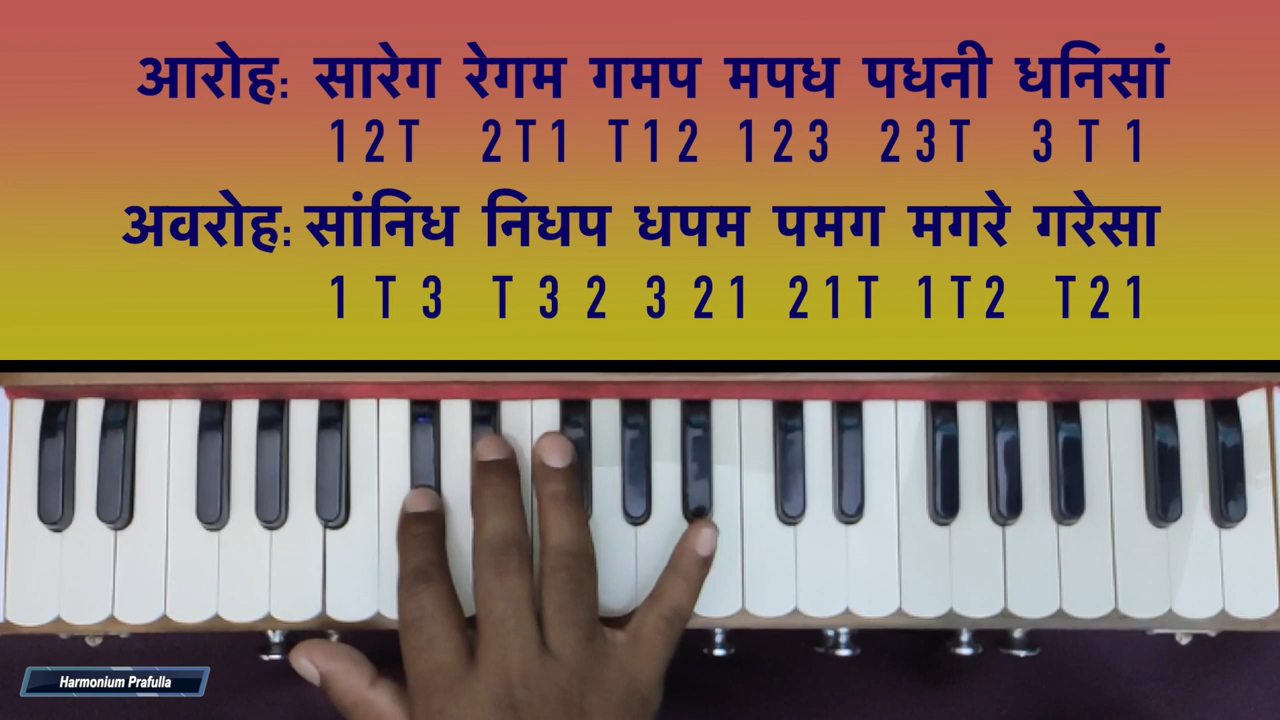 आरोह: सारेग रेगम गमप मपध पधनी धनिसां
1 2 T 2 T 1 T 1 2 1 2 3 2 3 T 3 T 1
अवरोह: सांनिध निधप धपम पमग मगरे गरेसा
1 T 3 T 3 2 3 2 1 2 1 T 1 T 2 T 2 1
Harmonium Prafulla